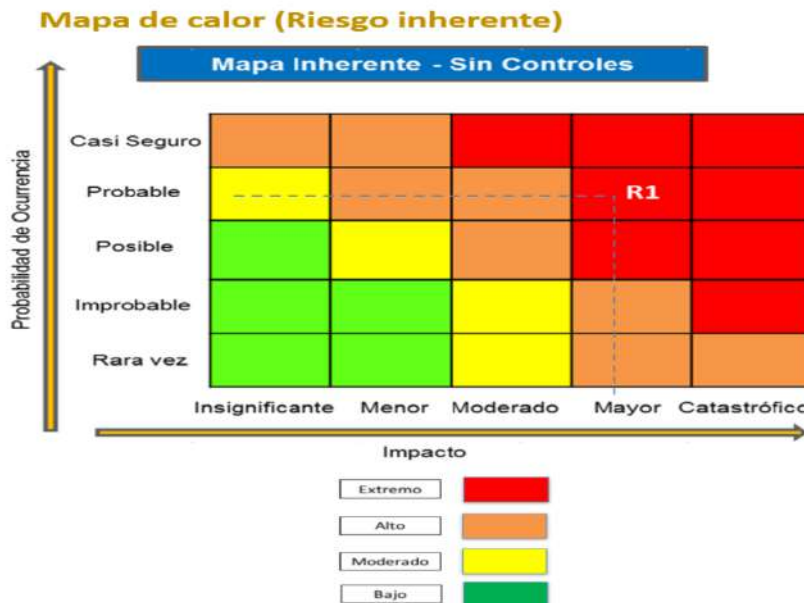 Mapa de calor (Riesgo inherente)
Mapa Inherente - Sin Controles
Probabilidad de Ocurrencia
Casi Seguro
Probable
R1
Posible
Improbable
Rara vez
Insignificante Menor Moderado Mayor Catastrófico
Impacto
Extremo
Alto
Moderado
Bajo